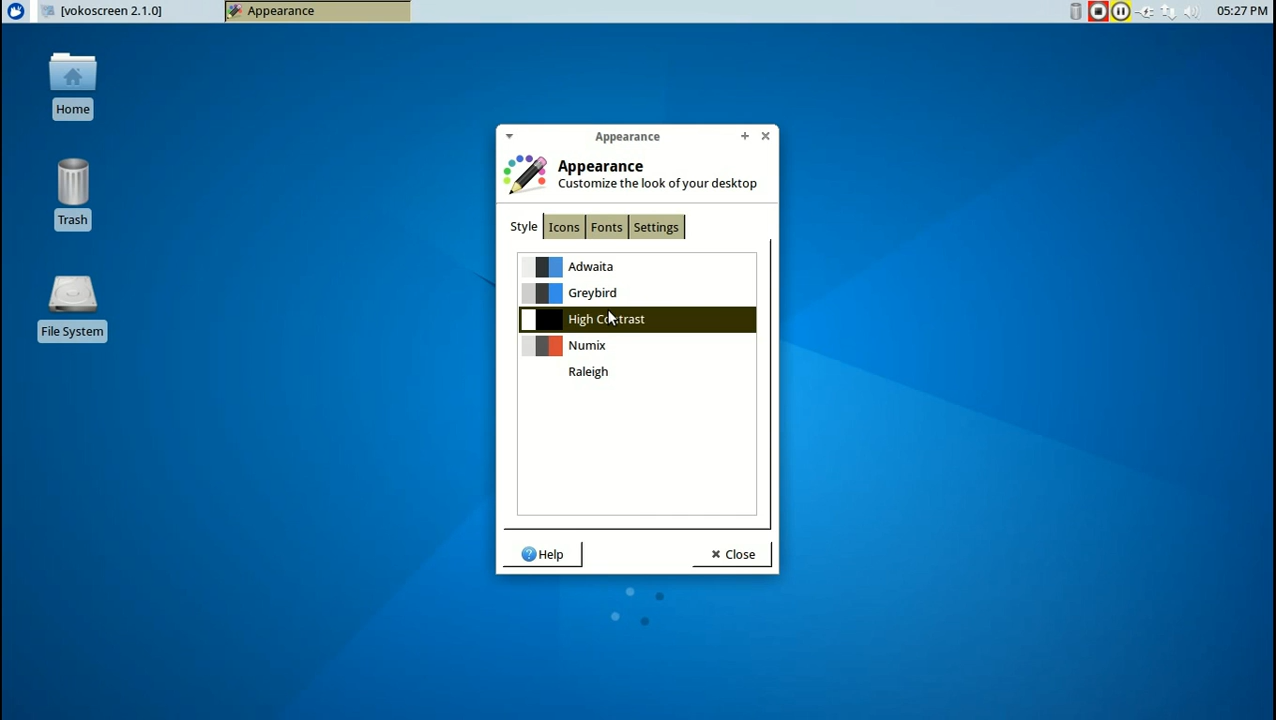 [vokoscreen 2.1.0]
Appearance
05:27 PM
Home
Trash
File System
Appearance
Appearance
Customize the look of your desktop
Style
Icons
Fonts
Settings
Adwaita
Greybird
High Contrast
Numix
Raleigh
Help
Close